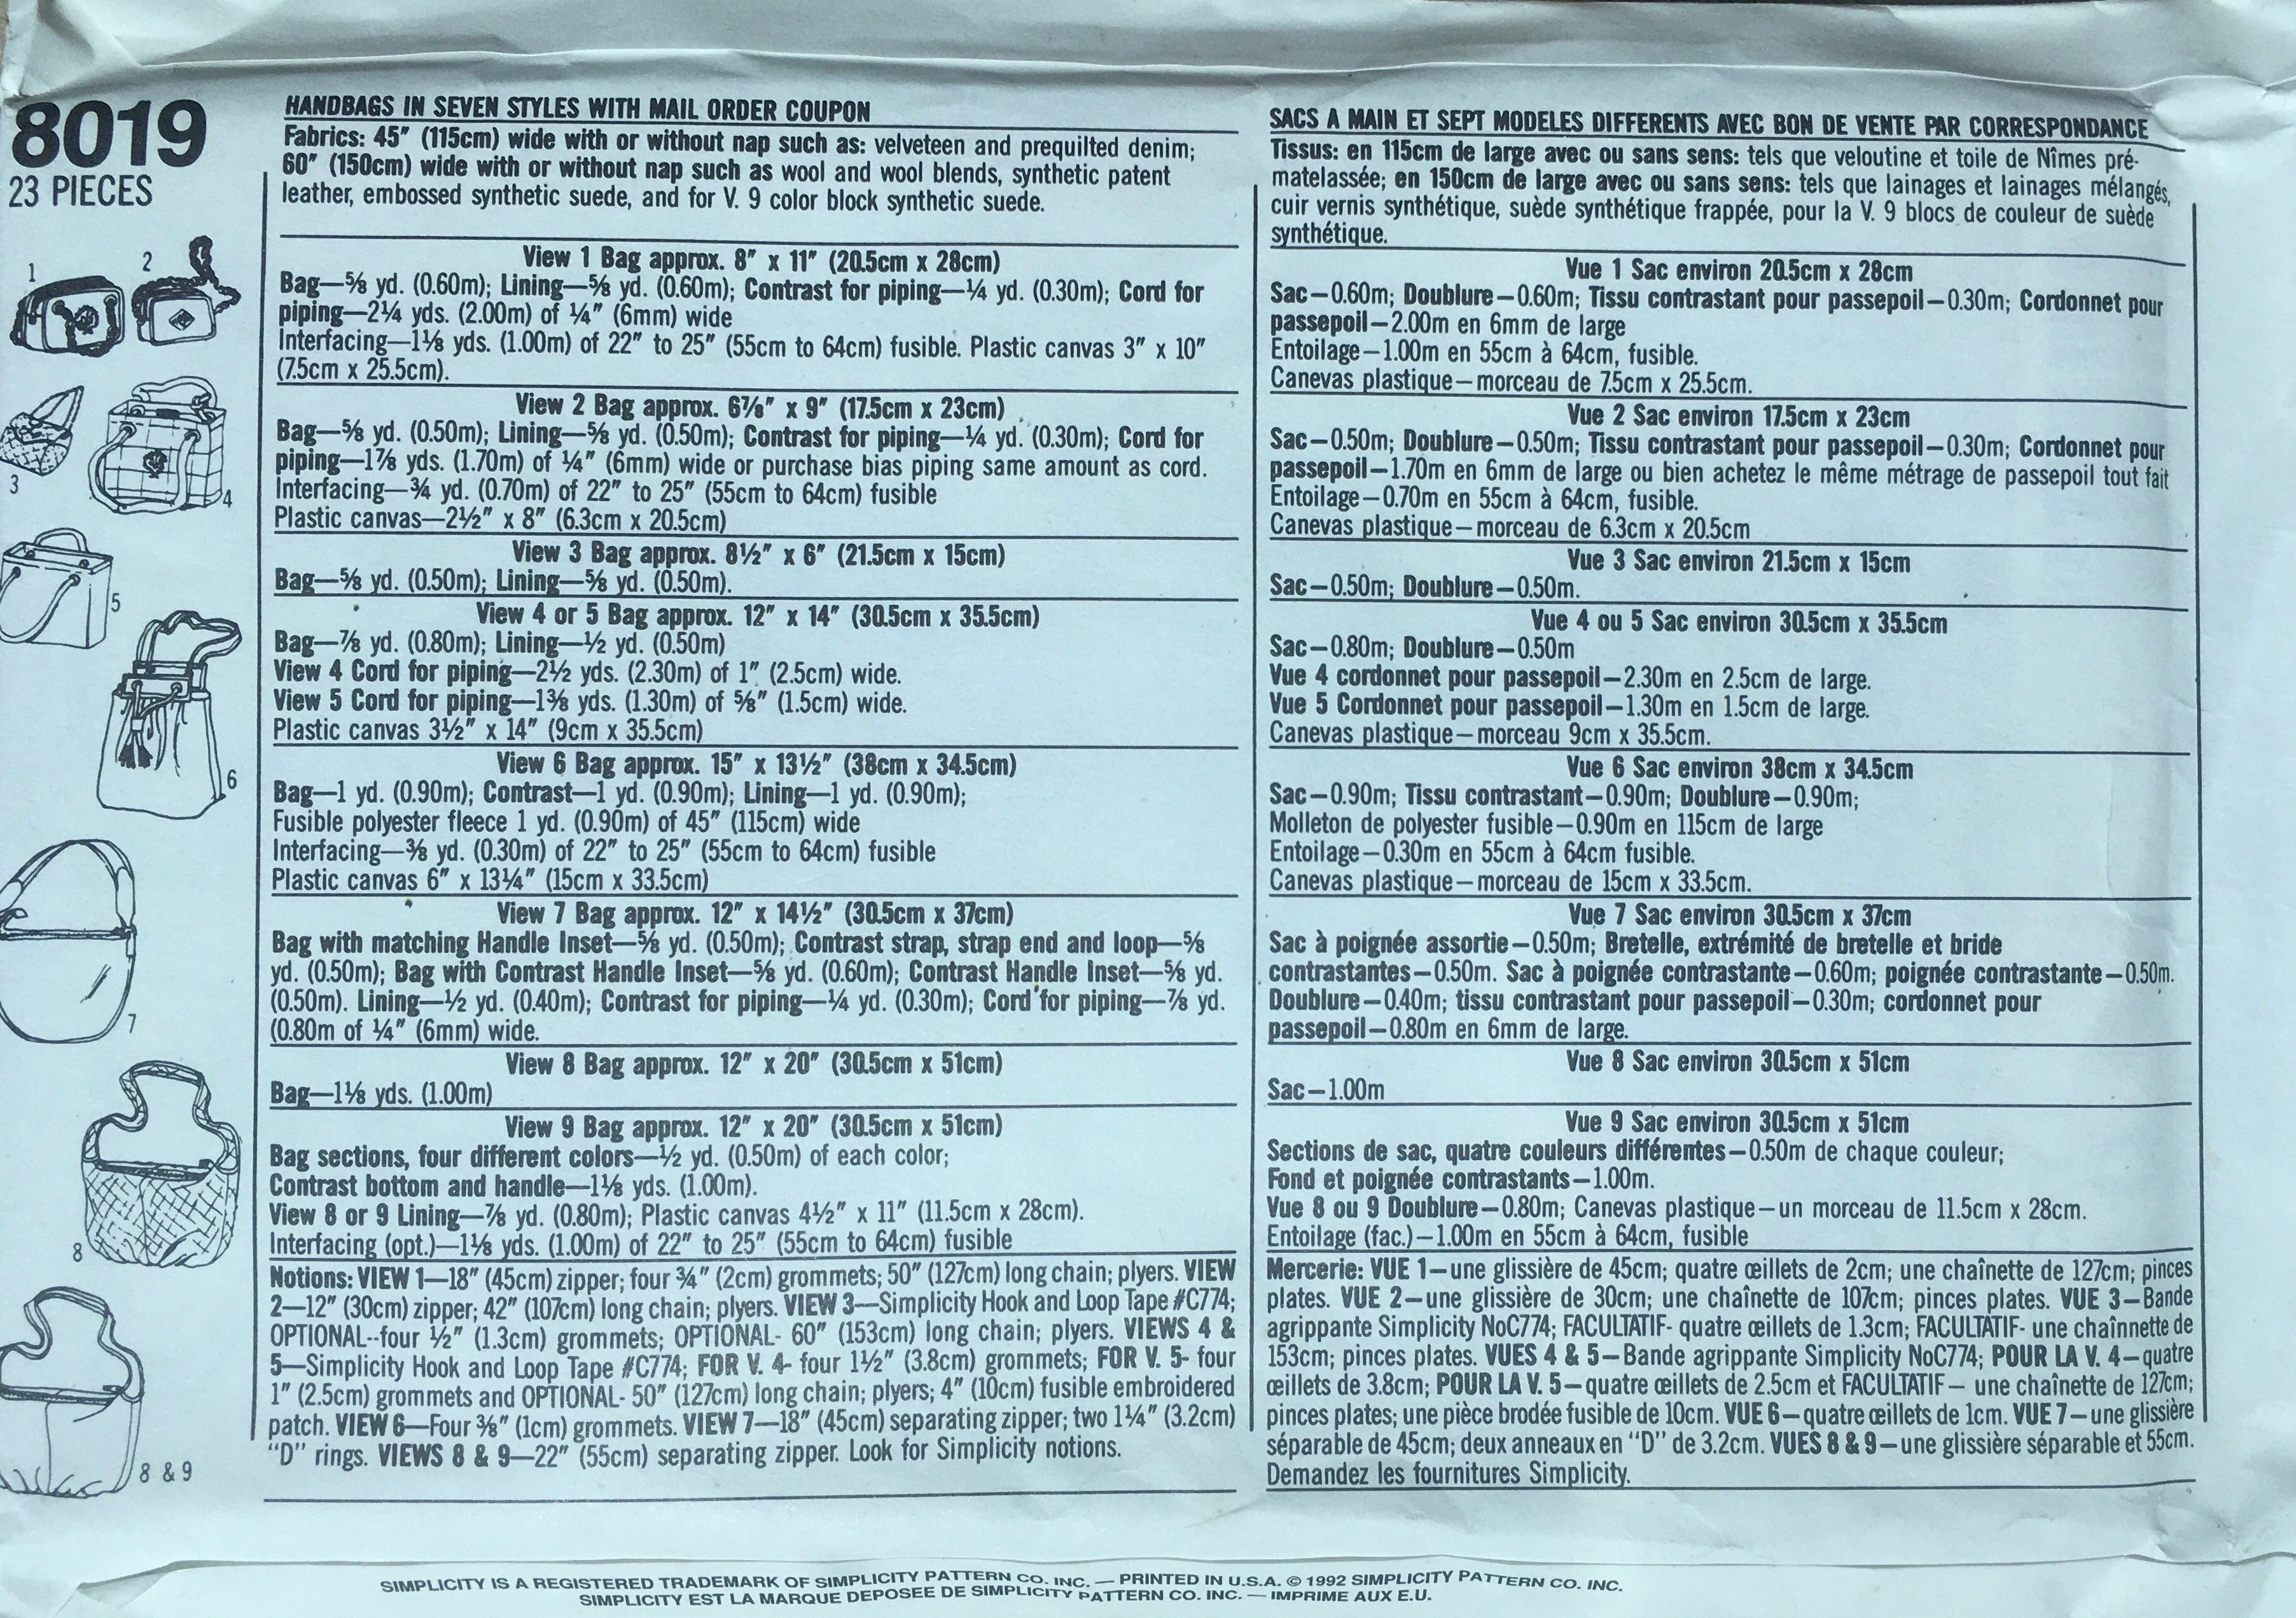 8019
23 PIECES
1
2
3
4
5
6
7
8
8 & 9
HANDBAGS IN SEVEN STYLES WITH MAIL ORDER COUPON
Fabrics: 45″ (115cm) wide with or without nap such as: velveteen and prequilted denim;
60″ (150cm) wide with or without nap such as wool and wool blends, synthetic patent
leather, embossed synthetic suede, and for V. 9 color block synthetic suede.
View 1 Bag approx. 8″ x 11″ (20.5cm x 28cm)
Bag—⅝ yd. (0.60m); Lining—⅝ yd. (0.60m); Contrast for piping—¼ yd. (0.30m); Cord for
piping—2¼ yds. (2.00m) of ¼″ (6mm) wide
Interfacing—1⅛ yds. (1.00m) of 22″ to 25″ (55cm to 64cm) fusible. Plastic canvas 3″ x 10″
(7.5cm x 25.5cm).
View 2 Bag approx. 6⅞″ x 9″ (17.5cm x 23cm)
Bag—⅝ yd. (0.50m); Lining—⅝ yd. (0.50m); Contrast for piping—¼ yd. (0.30m); Cord for
piping—1⅞ yds. (1.70m) of ¼″ (6mm) wide or purchase bias piping same amount as cord.
Interfacing—¾ yd. (0.70m) of 22″ to 25″ (55cm to 64cm) fusible
Plastic canvas—2½″ x 8″ (6.3cm x 20.5cm)
View 3 Bag approx. 8½″ x 6″ (21.5cm x 15cm)
Bag—⅝ yd. (0.50m); Lining—⅝ yd. (0.50m).
View 4 or 5 Bag approx. 12″ x 14″ (30.5cm x 35.5cm)
Bag—⅞ yd. (0.80m); Lining—½ yd. (0.50m)
View 4 Cord for piping—2½ yds. (2.30m) of 1″ (2.5cm) wide.
View 5 Cord for piping—1⅜ yds. (1.30m) of ⅝″ (1.5cm) wide.
Plastic canvas 3½″ x 14″ (9cm x 35.5cm)
View 6 Bag approx. 15″ x 13½″ (38cm x 34.5cm)
Bag—1 yd. (0.90m); Contrast—1 yd. (0.90m); Lining—1 yd. (0.90m);
Fusible polyester fleece 1 yd. (0.90m) of 45″ (115cm) wide
Interfacing—⅜ yd. (0.30m) of 22″ to 25″ (55cm to 64cm) fusible
Plastic canvas 6″ x 13¼″ (15cm x 33.5cm)
View 7 Bag approx. 12″ x 14½″ (30.5cm x 37cm)
Bag with matching Handle Inset—⅝ yd. (0.50m); Contrast strap, strap end and loop—⅝
yd. (0.50m); Bag with Contrast Handle Inset—⅝ yd. (0.60m); Contrast Handle Inset—⅝ yd.
(0.50m). Lining—½ yd. (0.40m); Contrast for piping—¼ yd. (0.30m); Cord for piping—⅞ yd.
(0.80m of ¼″ (6mm) wide.
View 8 Bag approx. 12″ x 20″ (30.5cm x 51cm)
Bag—1⅛ yds. (1.00m)
View 9 Bag approx. 12″ x 20″ (30.5cm x 51cm)
Bag sections, four different colors—½ yd. (0.50m) of each color;
Contrast bottom and handle—1⅛ yds. (1.00m).
View 8 or 9 Lining—⅞ yd. (0.80m); Plastic canvas 4½″ x 11″ (11.5cm x 28cm).
Interfacing (opt.)—1⅛ yds. (1.00m) of 22″ to 25″ (55cm to 64cm) fusible
Notions: VIEW 1—18″ (45cm) zipper; four ¾″ (2cm) grommets; 50″ (127cm) long chain; plyers. VIEW
2—12″ (30cm) zipper; 42″ (107cm) long chain; plyers. VIEW 3—Simplicity Hook and Loop Tape #C774;
OPTIONAL--four ½″ (1.3cm) grommets; OPTIONAL- 60″ (153cm) long chain; plyers. VIEWS 4 &
5—Simplicity Hook and Loop Tape #C774; FOR V. 4- four 1½″ (3.8cm) grommets; FOR V. 5- four
1″ (2.5cm) grommets and OPTIONAL- 50″ (127cm) long chain; plyers; 4″ (10cm) fusible embroidered
patch. VIEW 6—Four ⅜″ (1cm) grommets. VIEW 7—18″ (45cm) separating zipper; two 1¼″ (3.2cm)
“D” rings. VIEWS 8 & 9—22″ (55cm) separating zipper. Look for Simplicity notions.
SACS A MAIN ET SEPT MODELES DIFFERENTS AVEC BON DE VENTE PAR CORRESPONDANCE
Tissus: en 115cm de large avec ou sans sens: tels que veloutine et toile de Nîmes pré-
matelassée; en 150cm de large avec ou sans sens: tels que lainages et lainages mélangés,
cuir vernis synthétique, suède synthétique frappée, pour la V. 9 blocs de couleur de suède
synthétique.
Vue 1 Sac environ 20.5cm x 28cm
Sac—0.60m; Doublure—0.60m; Tissu contrastant pour passepoil—0.30m; Cordonnet pour
passepoil—2.00m en 6mm de large
Entoilage—1.00m en 55cm à 64cm, fusible.
Canevas plastique—morceau de 7.5cm x 25.5cm.
Vue 2 Sac environ 17.5cm x 23cm
Sac—0.50m; Doublure—0.50m; Tissu contrastant pour passepoil—0.30m; Cordonnet pour
passepoil—1.70m en 6mm de large ou bien achetez le même métrage de passepoil tout fait
Entoilage—0.70m en 55cm à 64cm, fusible.
Canevas plastique—morceau de 6.3cm x 20.5cm
Vue 3 Sac environ 21.5cm x 15cm
Sac—0.50m; Doublure—0.50m.
Vue 4 ou 5 Sac environ 30.5cm x 35.5cm
Sac—0.80m; Doublure—0.50m
Vue 4 cordonnet pour passepoil—2.30m en 2.5cm de large.
Vue 5 Cordonnet pour passepoil—1.30m en 1.5cm de large.
Canevas plastique—morceau 9cm x 35.5cm.
Vue 6 Sac environ 38cm x 34.5cm
Sac—0.90m; Tissu contrastant—0.90m; Doublure—0.90m;
Molleton de polyester fusible—0.90m en 115cm de large
Entoilage—0.30m en 55cm à 64cm fusible.
Canevas plastique—morceau de 15cm x 33.5cm.
Vue 7 Sac environ 30.5cm x 37cm
Sac à poignée assortie—0.50m; Bretelle, extrémité de bretelle et bride
contrastantes—0.50m. Sac à poignée contrastante—0.60m; poignée contrastante—0.50m.
Doublure—0.40m; tissu contrastant pour passepoil—0.30m; cordonnet pour
passepoil—0.80m en 6mm de large.
Vue 8 Sac environ 30.5cm x 51cm
Sac—1.00m
Vue 9 Sac environ 30.5cm x 51cm
Sections de sac, quatre couleurs différentes—0.50m de chaque couleur;
Fond et poignée contrastants—1.00m.
Vue 8 ou 9 Doublure—0.80m; Canevas plastique—un morceau de 11.5cm x 28cm.
Entoilage (fac.)—1.00m en 55cm à 64cm, fusible
Mercerie: VUE 1—une glissière de 45cm; quatre œillets de 2cm; une chaînette de 127cm; pinces
plates. VUE 2—une glissière de 30cm; une chaînette de 107cm; pinces plates. VUE 3—Bande
agrippante Simplicity NoC774; FACULTATIF- quatre œillets de 1.3cm; FACULTATIF- une chaînnette de
153cm; pinces plates. VUES 4 & 5—Bande agrippante Simplicity NoC774; POUR LA V. 4—quatre
œillets de 3.8cm; POUR LA V. 5—quatre œillets de 2.5cm et FACULTATIF— une chaînette de 127cm;
pinces plates; une pièce brodée fusible de 10cm. VUE 6—quatre œillets de 1cm. VUE 7—une glissière
séparable de 45cm; deux anneaux en “D” de 3.2cm. VUES 8 & 9—une glissière séparable et 55cm.
Demandez les fournitures Simplicity.
SIMPLICITY IS A REGISTERED TRADEMARK OF SIMPLICITY PATTERN CO. INC. — PRINTED IN U.S.A. © 1992 SIMPLICITY PATTERN CO. INC.
SIMPLICITY EST LA MARQUE DEPOSEE DE SIMPLICITY PATTERN CO. INC. — IMPRIME AUX E.U.